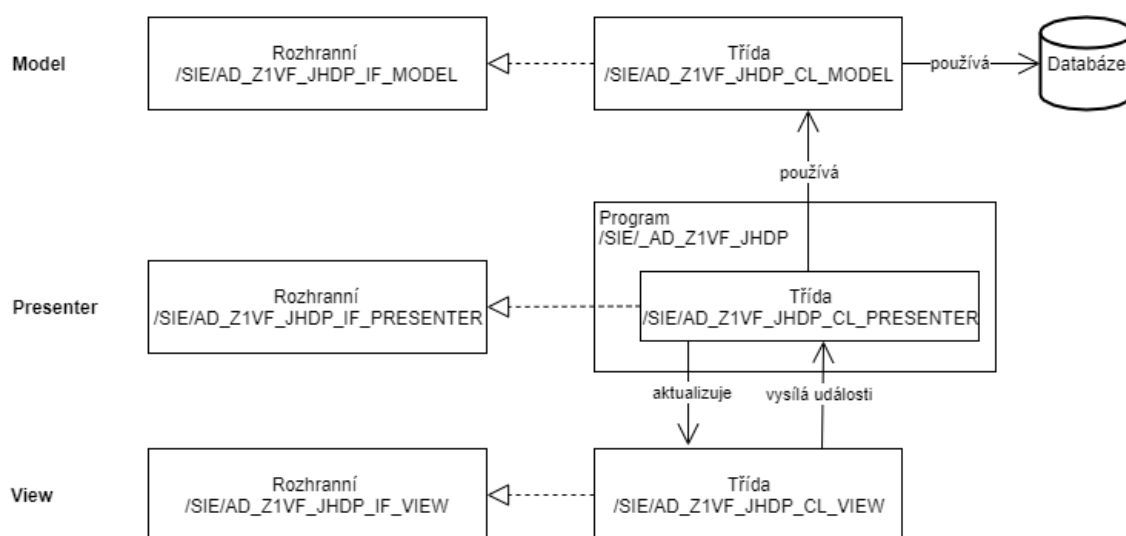 Model
Rozhranní
/SIE/AD_Z1VF_JHDP_IF_MODEL
Třída
/SIE/AD_Z1VF_JHDP_CL_MODEL
používá
Databáze
používá
Program
/SIE/_AD_Z1VF_JHDP
Presenter
Rozhranní
/SIE/AD_Z1VF_JHDP_IF_PRESENTER
Třída
/SIE/AD_Z1VF_JHDP_CL_PRESENTER
aktualizuje
vysílá události
View
Rozhranní
/SIE/AD_Z1VF_JHDP_IF_VIEW
Třída
/SIE/AD_Z1VF_JHDP_CL_VIEW